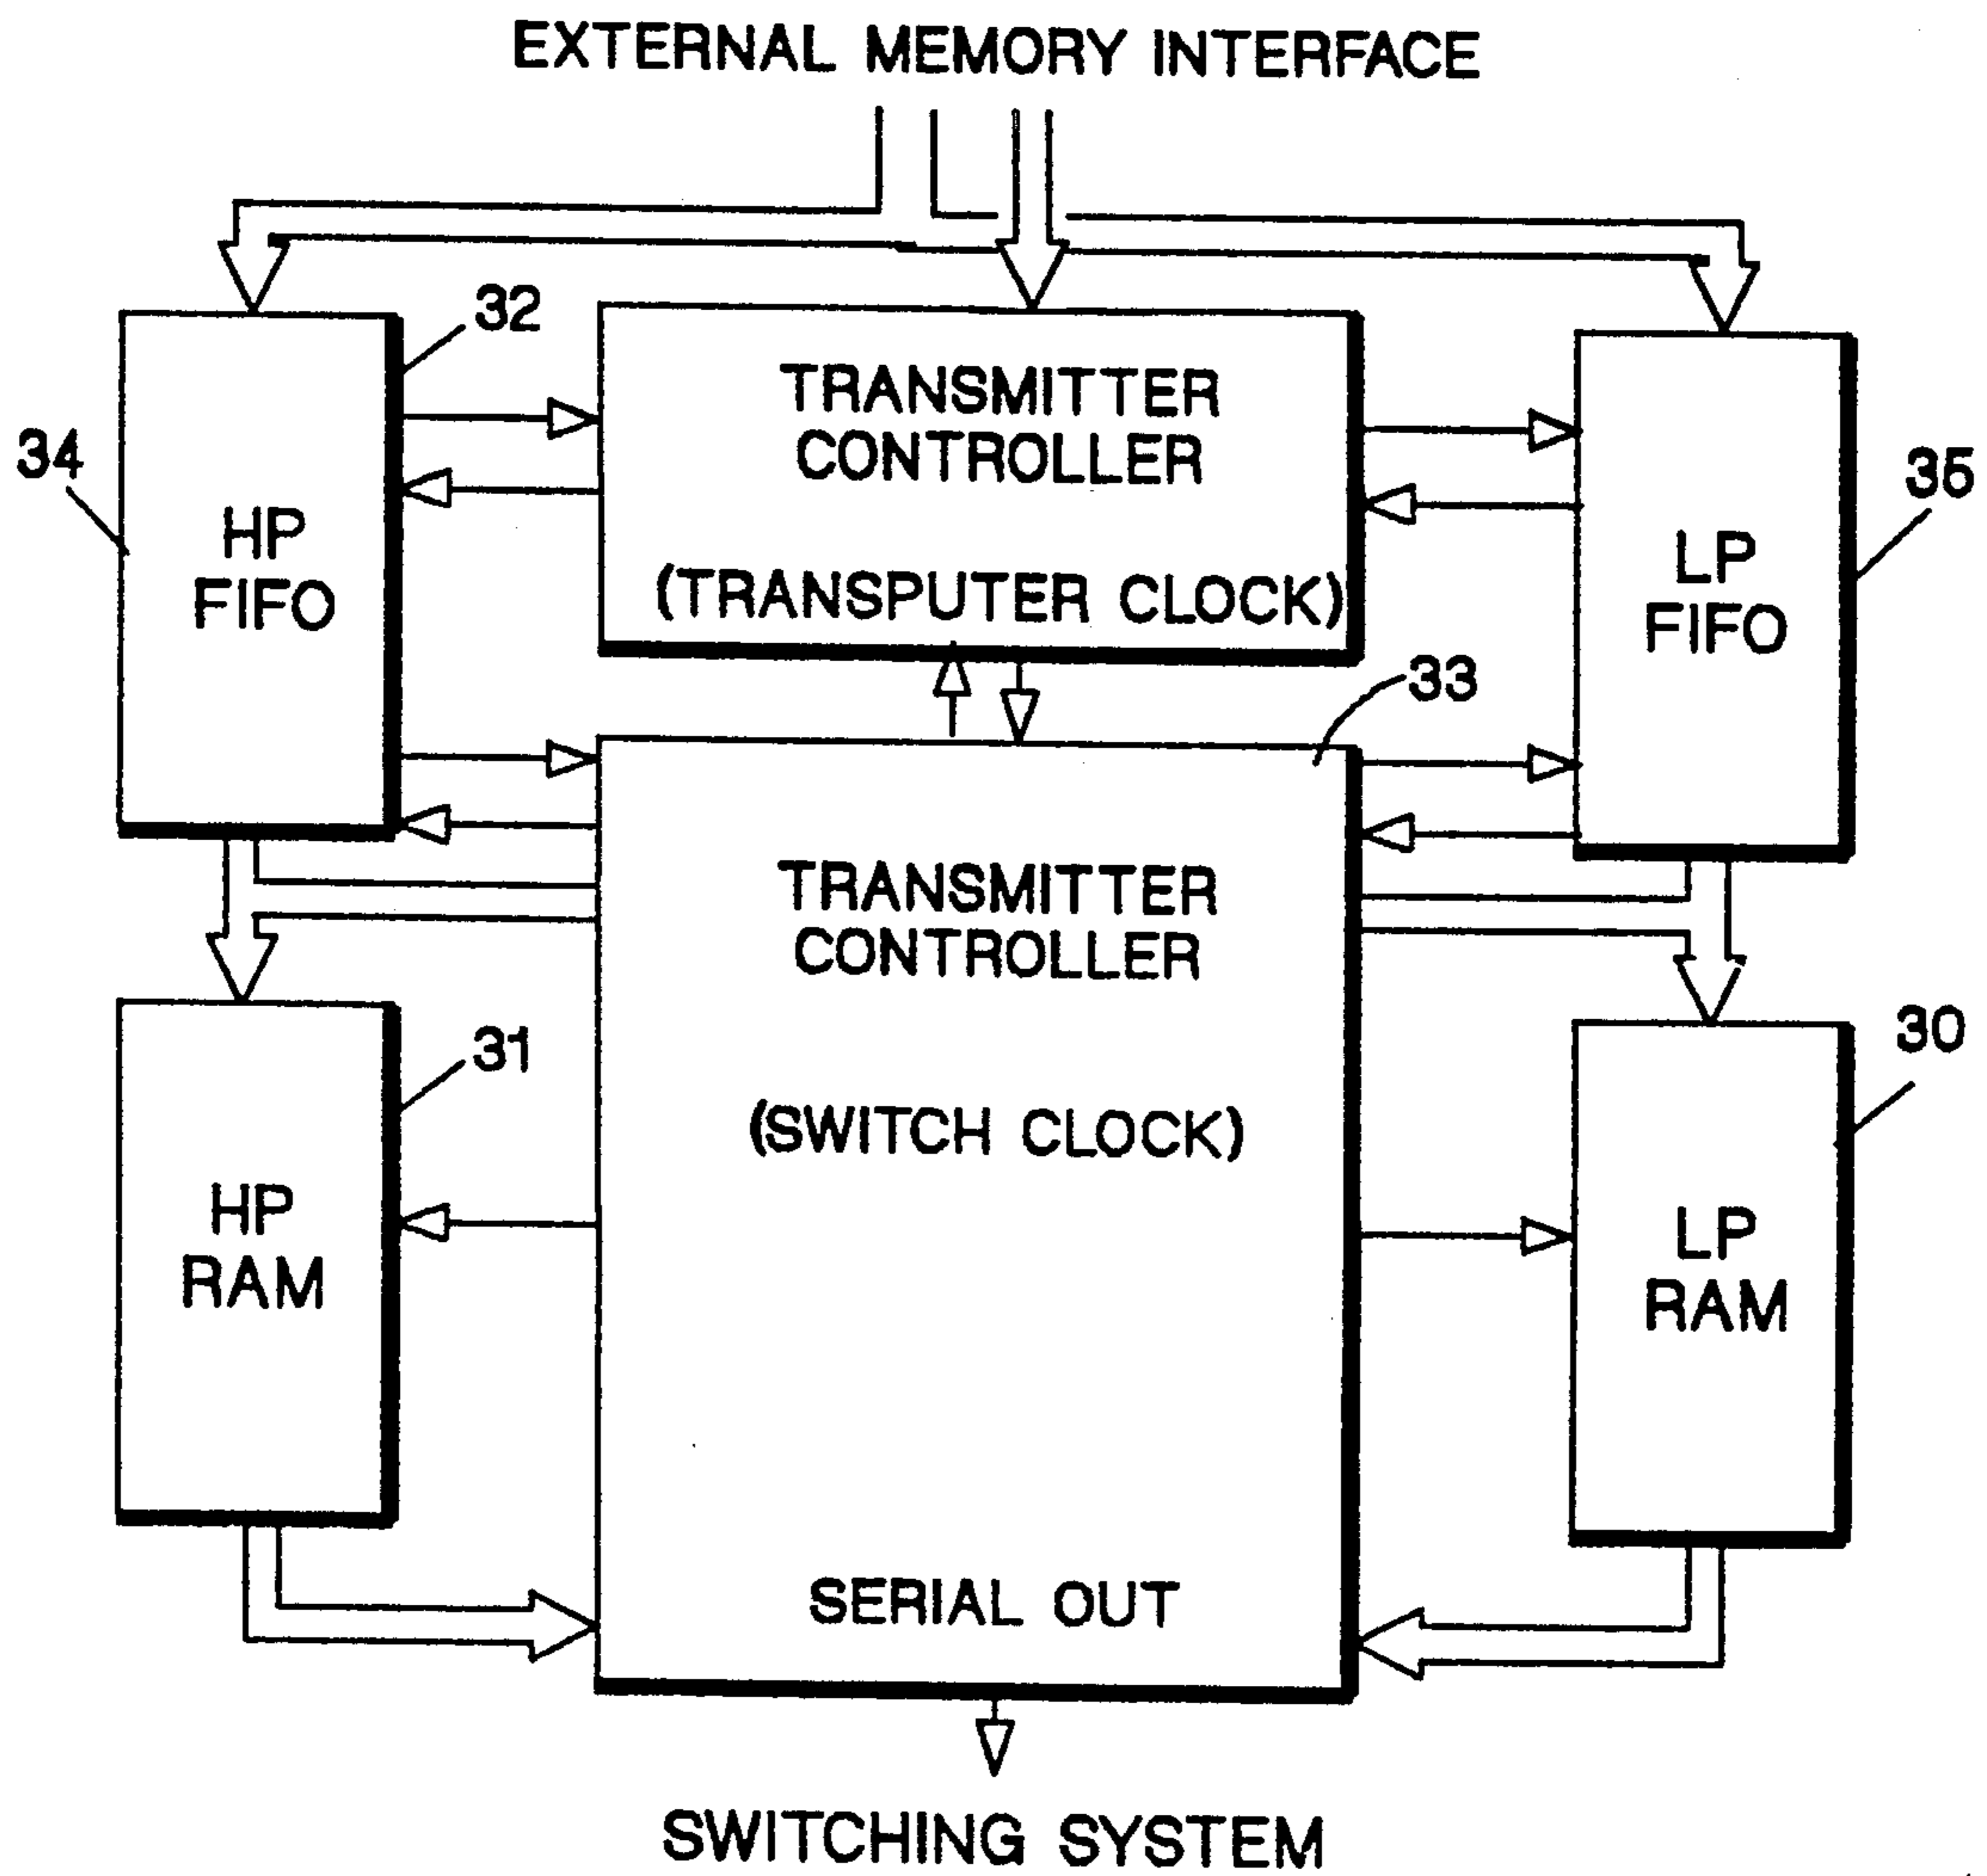 EXTERNAL MEMORY INTERFACE
32
34
HP
FIFO
TRANSMITTER
CONTROLLER
(TRANSPUTER CLOCK)
35
LP
FIFO
33
TRANSMITTER
CONTROLLER
(SWITCH CLOCK)
31
HP
RAM
30
LP
RAM
SERIAL OUT
SWITCHING SYSTEM